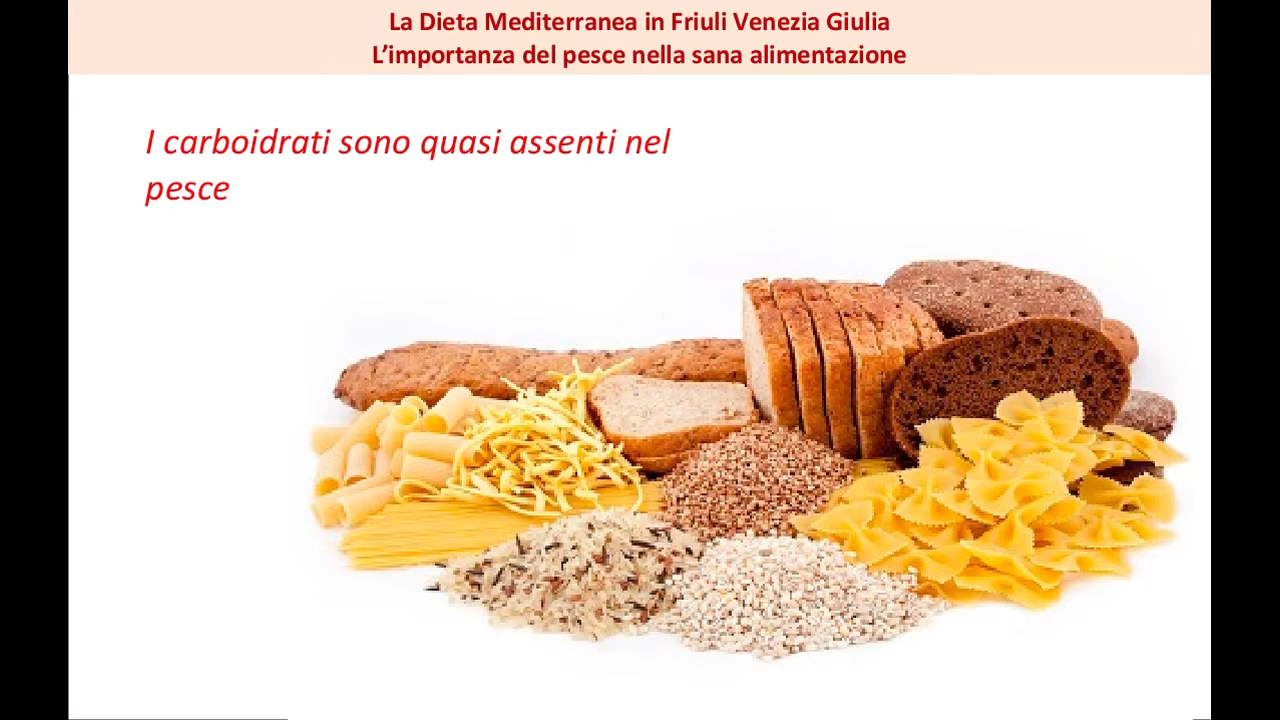 La Dieta Mediterranea in Friuli Venezia Giulia
L’importanza del pesce nella sana alimentazione
I carboidrati sono quasi assenti nel
pesce